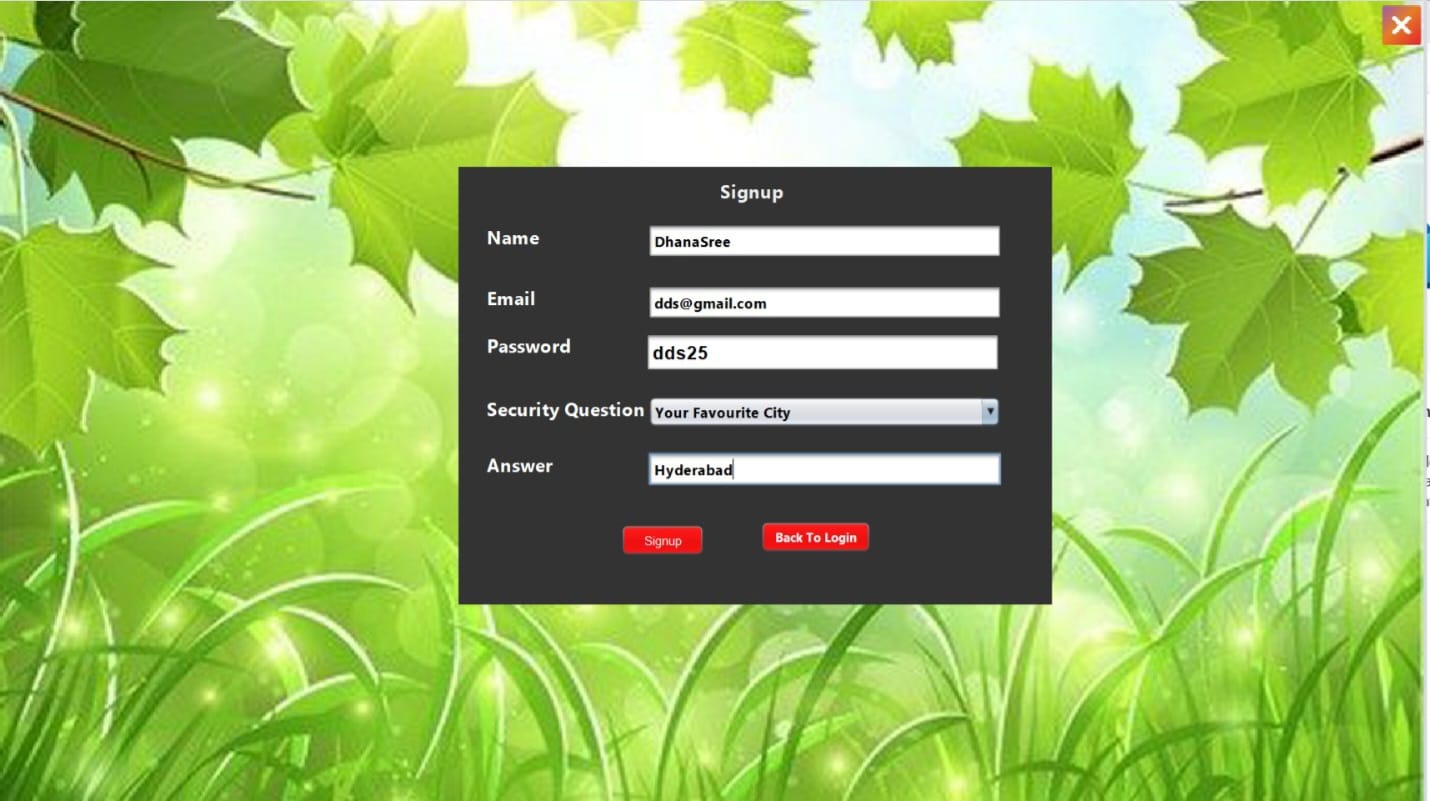 Signup
Name DhanaSree
Email dds@gmail.com
Password dds25
Security Question Your Favourite City
Answer Hyderabad
Signup Back To Login